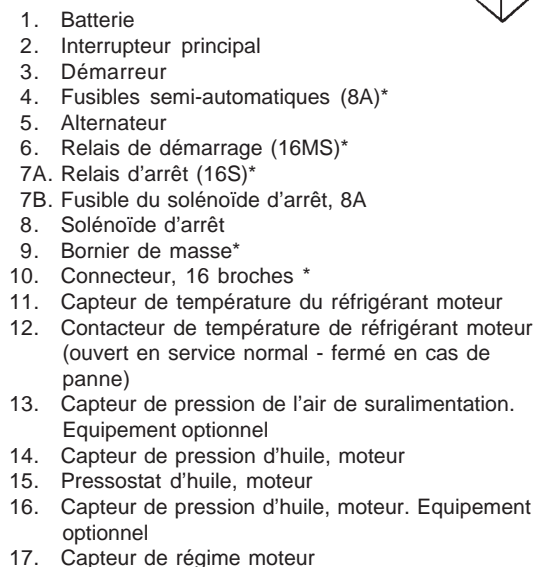 1. Batterie
2. Interrupteur principal
3. Démarreur
4. Fusibles semi-automatiques (8A)*
5. Alternateur
6. Relais de démarrage (16MS)*
7A. Relais d'arrêt (16S)*
7B. Fusible du solénoïde d'arrêt, 8A
8. Solénoïde d'arrêt
9. Bornier de masse*
10. Connecteur, 16 broches *
11. Capteur de température du réfrigérant moteur
12. Contacteur de température de réfrigérant moteur
(ouvert en service normal - fermé en cas de
panne)
13. Capteur de pression de l'air de suralimentation.
Equipement optionnel
14. Capteur de pression d'huile, moteur
15. Pressostat d'huile, moteur
16. Capteur de pression d'huile, moteur. Equipement
optionnel
17. Capteur de régime moteur